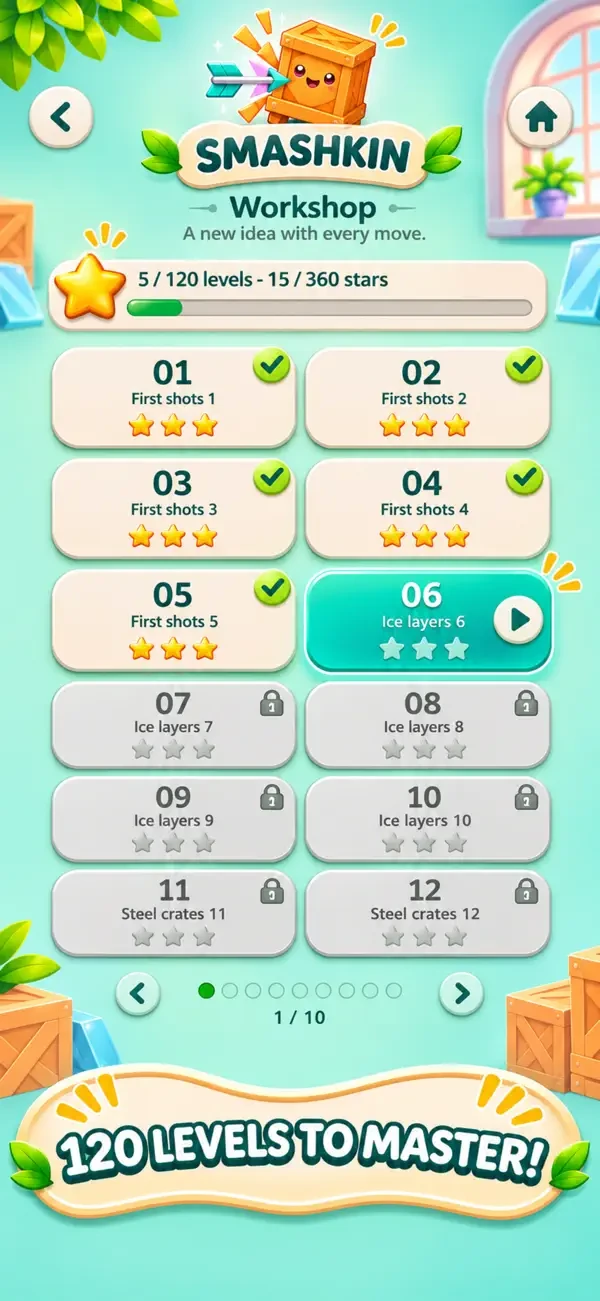 SMASHKIN
Workshop
A new idea with every move.
5 / 120 levels - 15 / 360 stars
01
First shots 1
02
First shots 2
03
First shots 3
04
First shots 4
05
First shots 5
06
Ice layers 6
07
Ice layers 7
08
Ice layers 8
09
Ice layers 9
10
Ice layers 10
11
Steel crates 11
12
Steel crates 12
1 / 10
120 LEVELS TO MASTER!